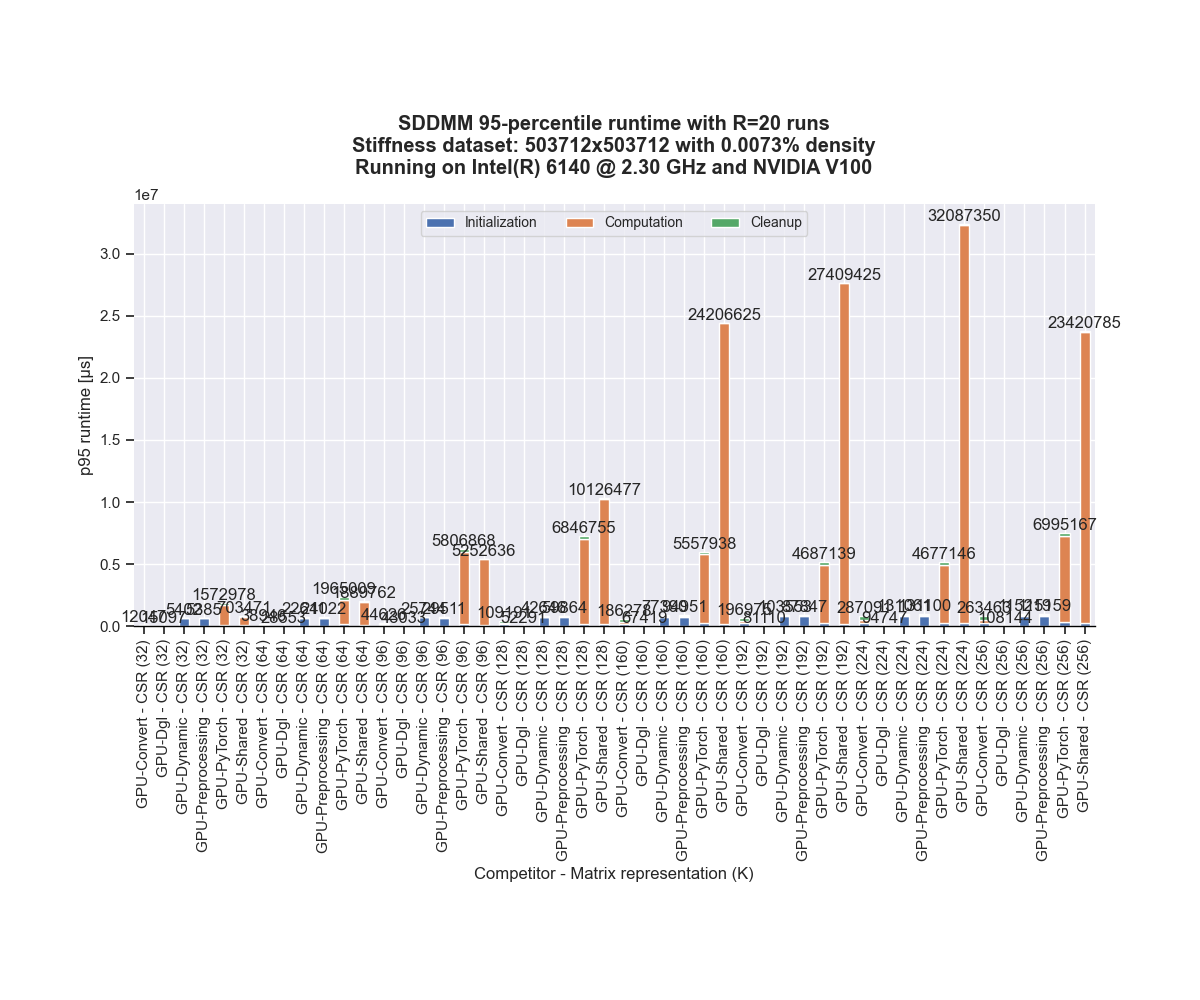 SDDMM 95-percentile runtime with R=20 runs
Stiffness dataset: 503712x503712 with 0.0073% density
Running on Intel(R) 6140 @ 2.30 GHz and NVIDIA V100
1e7
Initialization
Computation
Cleanup
p95 runtime [µs]
3.0
2.5
2.0
1.5
1.0
0.5
0.0
1572978
703471
1965009
1889762
5806868
5252636
6846755
10126477
67419
5557938
24206625
81110
4687139
27409425
94747
4677146
32087350
108144
6995167
23420785
GPU-Convert - CSR (32)
GPU-Dgl - CSR (32)
GPU-Dynamic - CSR (32)
GPU-Preprocessing - CSR (32)
GPU-PyTorch - CSR (32)
GPU-Shared - CSR (32)
GPU-Convert - CSR (64)
GPU-Dgl - CSR (64)
GPU-Dynamic - CSR (64)
GPU-Preprocessing - CSR (64)
GPU-PyTorch - CSR (64)
GPU-Shared - CSR (64)
GPU-Convert - CSR (96)
GPU-Dgl - CSR (96)
GPU-Dynamic - CSR (96)
GPU-Preprocessing - CSR (96)
GPU-PyTorch - CSR (96)
GPU-Shared - CSR (96)
GPU-Convert - CSR (128)
GPU-Dgl - CSR (128)
GPU-Dynamic - CSR (128)
GPU-Preprocessing - CSR (128)
GPU-PyTorch - CSR (128)
GPU-Shared - CSR (128)
GPU-Convert - CSR (160)
GPU-Dgl - CSR (160)
GPU-Dynamic - CSR (160)
GPU-Preprocessing - CSR (160)
GPU-PyTorch - CSR (160)
GPU-Shared - CSR (160)
GPU-Convert - CSR (192)
GPU-Dgl - CSR (192)
GPU-Dynamic - CSR (192)
GPU-Preprocessing - CSR (192)
GPU-PyTorch - CSR (192)
GPU-Shared - CSR (192)
GPU-Convert - CSR (224)
GPU-Dgl - CSR (224)
GPU-Dynamic - CSR (224)
GPU-Preprocessing - CSR (224)
GPU-PyTorch - CSR (224)
GPU-Shared - CSR (224)
GPU-Convert - CSR (256)
GPU-Dgl - CSR (256)
GPU-Dynamic - CSR (256)
GPU-Preprocessing - CSR (256)
GPU-PyTorch - CSR (256)
GPU-Shared - CSR (256)
Competitor - Matrix representation (K)